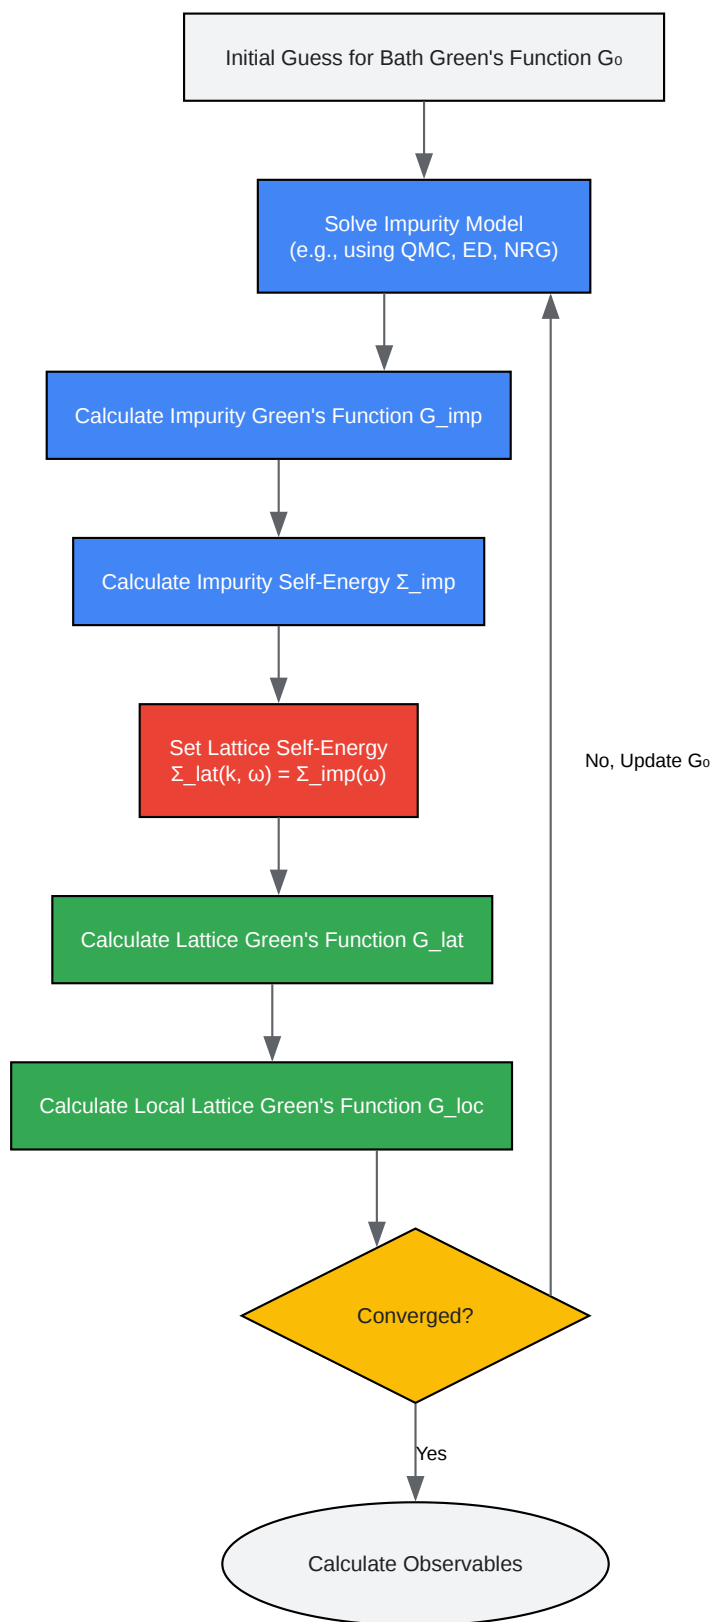 Initial Guess for Bath Green's Function G₀
Solve Impurity Model
(e.g., using QMC, ED, NRG)
Calculate Impurity Green's Function G_imp
Calculate Impurity Self-Energy Σ_imp
Set Lattice Self-Energy
Σ_lat(k, ω) = Σ_imp(ω)
No, Update G₀
Calculate Lattice Green's Function G_lat
Calculate Local Lattice Green's Function G_loc
Converged?
Yes
Calculate Observables